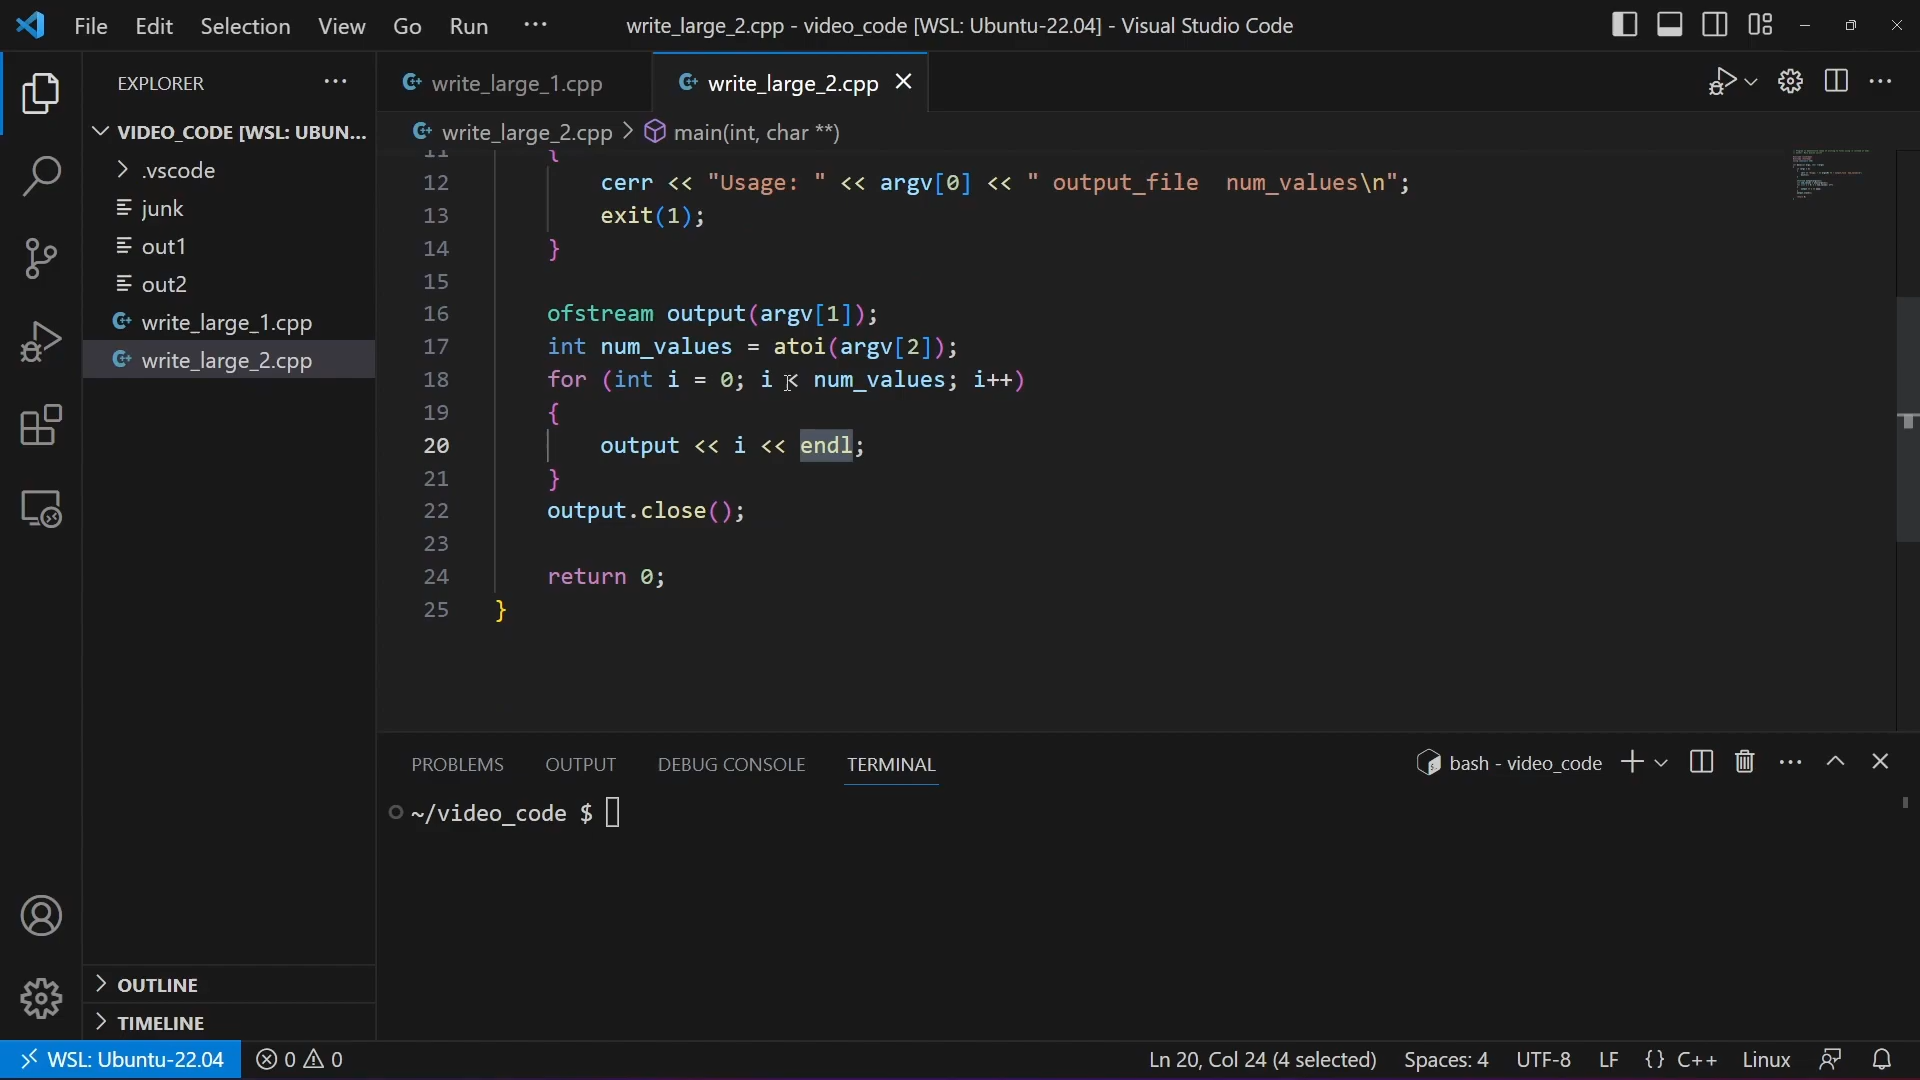 File Edit Selection View Go Run ··· write_large_2.cpp - video_code [WSL: Ubuntu-22.04] - Visual Studio Code
EXPLORER ···
write_large_1.cpp write_large_2.cpp
VIDEO_CODE [WSL: UBUN...
write_large_2.cpp > main(int, char **)
.vscode
junk
out1
out2
write_large_1.cpp
write_large_2.cpp
11 {
12 cerr << "Usage: " << argv[0] << " output_file  num_values\n";
13 exit(1);
14 }
15
16 ofstream output(argv[1]);
17 int num_values = atoi(argv[2]);
18 for (int i = 0; i < num_values; i++)
19 {
20 output << i << endl;
21 }
22 output.close();
23
24 return 0;
25 }
PROBLEMS OUTPUT DEBUG CONSOLE TERMINAL bash - video_code
~/video_code $
OUTLINE
TIMELINE
WSL: Ubuntu-22.04 0 0 Ln 20, Col 24 (4 selected) Spaces: 4 UTF-8 LF {} C++ Linux